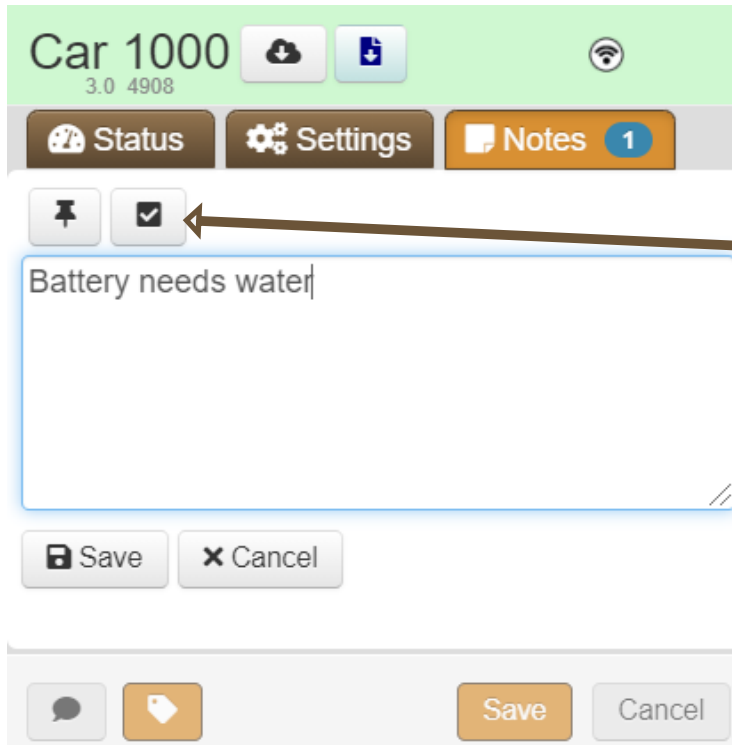 Car 1000
3.0 4908
Status Settings Notes 1
Battery needs water
Save Cancel
Save Cancel